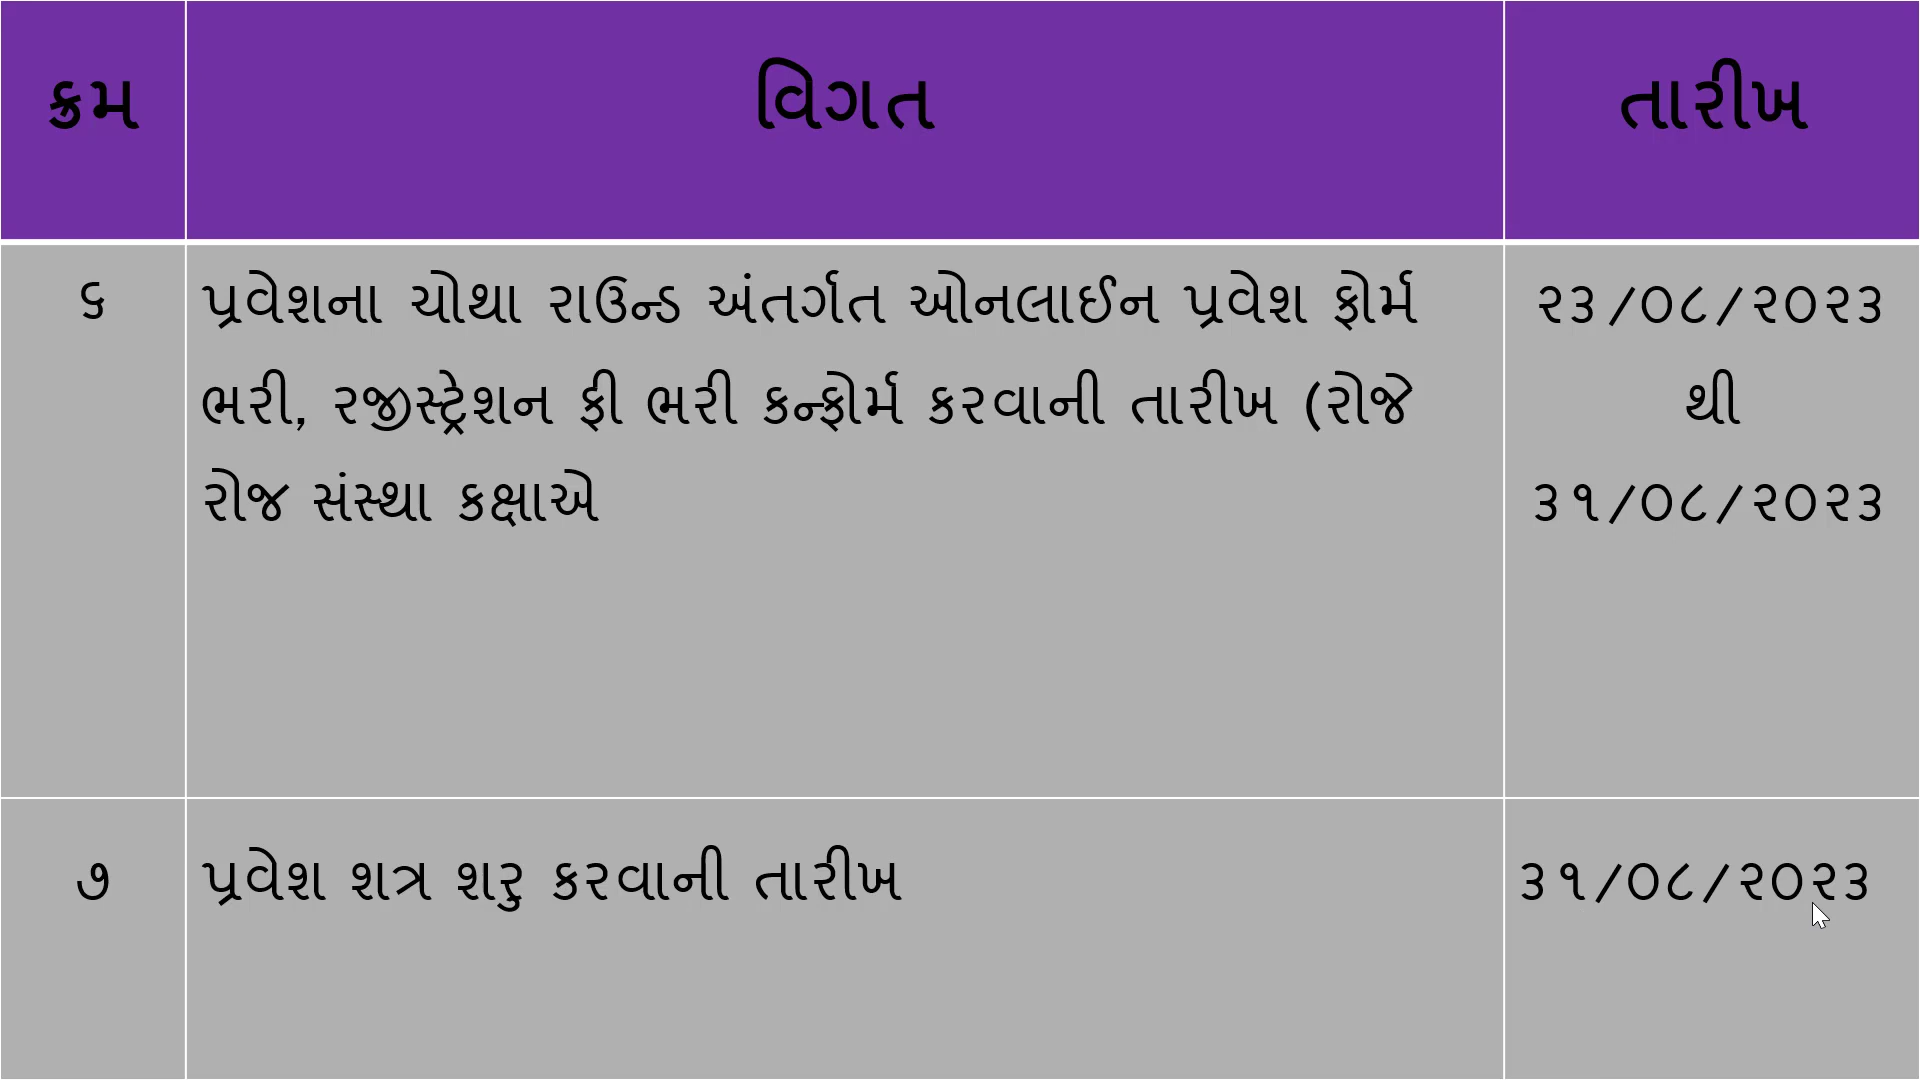 ક્રમ વિગત તારીખ
૬ પ્રવેશના ચોથા રાઉન્ડ અંતર્ગત ઓનલાઈન પ્રવેશ ફોર્મ ૨૩/૦૮/૨૦૨૩
ભરી, રજીસ્ટ્રેશન ફી ભરી કન્ફોર્મ કરવાની તારીખ (રોજે થી
રોજ સંસ્થા કક્ષાએ ૩૧/૦૮/૨૦૨૩
૭ પ્રવેશ શત્ર શરુ કરવાની તારીખ ૩૧/૦૮/૨૦૨૩